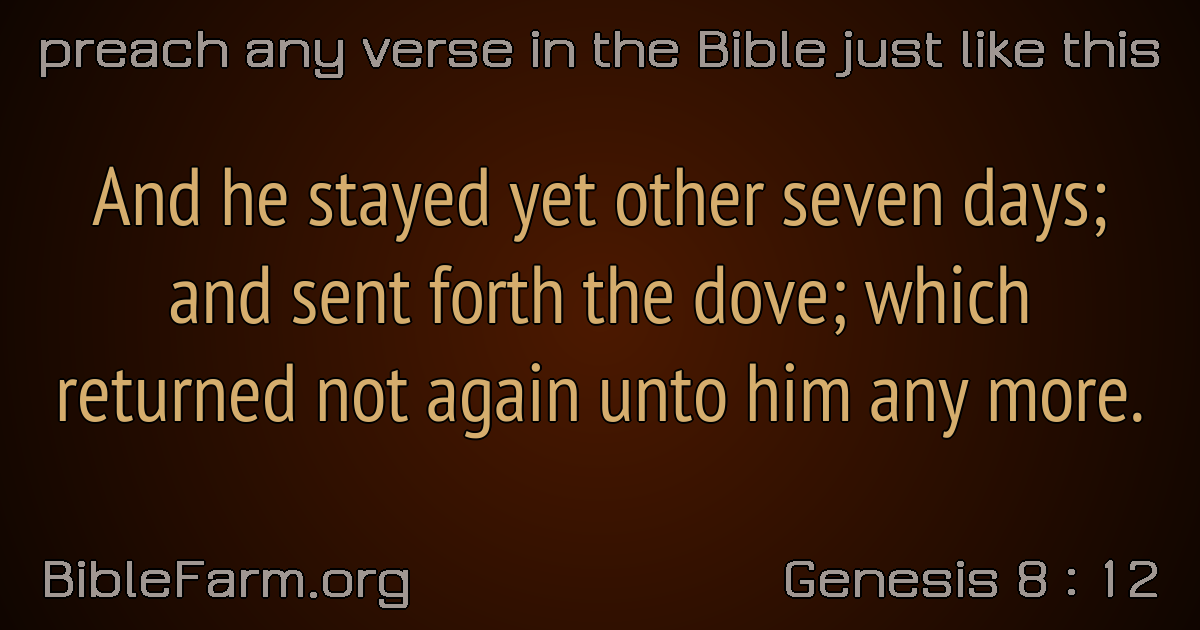 preach any verse in the Bible just like this
And he stayed yet other seven days;
and sent forth the dove; which
returned not again unto him any more.
BibleFarm.org
Genesis 8 : 12